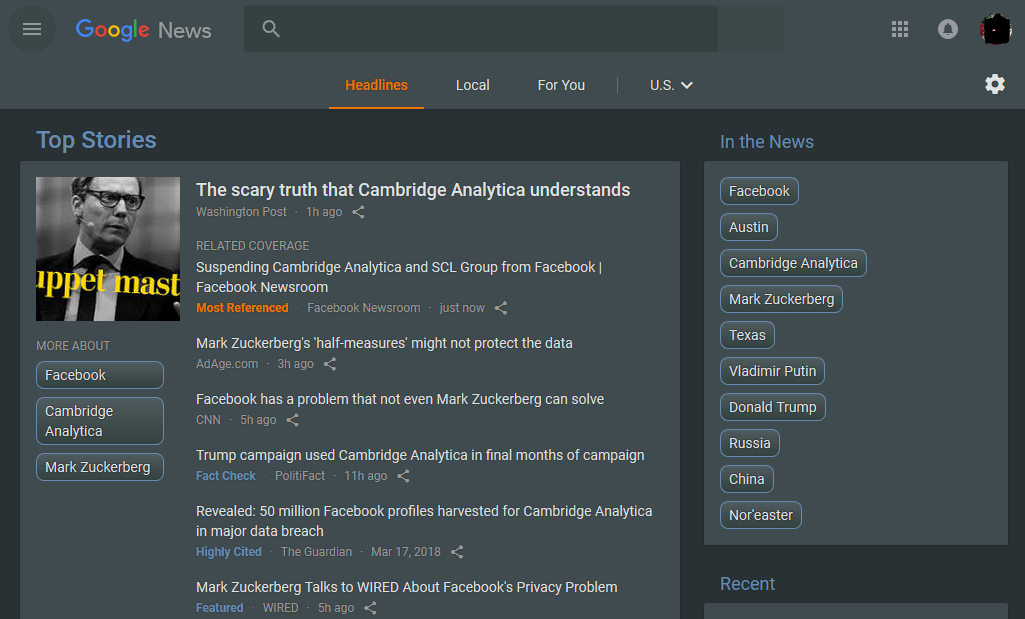 Google News
Headlines
Local
For You
U.S.
Top Stories
uppet mast
The scary truth that Cambridge Analytica understands
Washington Post · 1h ago
RELATED COVERAGE
Suspending Cambridge Analytica and SCL Group from Facebook |
Facebook Newsroom
Most Referenced · Facebook Newsroom · just now
Mark Zuckerberg's 'half-measures' might not protect the data
AdAge.com · 3h ago
Facebook has a problem that not even Mark Zuckerberg can solve
CNN · 5h ago
Trump campaign used Cambridge Analytica in final months of campaign
Fact Check · PolitiFact · 11h ago
Revealed: 50 million Facebook profiles harvested for Cambridge Analytica
in major data breach
Highly Cited · The Guardian · Mar 17, 2018
Mark Zuckerberg Talks to WIRED About Facebook's Privacy Problem
Featured · WIRED · 5h ago
MORE ABOUT
Facebook
Cambridge
Analytica
Mark Zuckerberg
In the News
Facebook
Austin
Cambridge Analytica
Mark Zuckerberg
Texas
Vladimir Putin
Donald Trump
Russia
China
Nor'easter
Recent